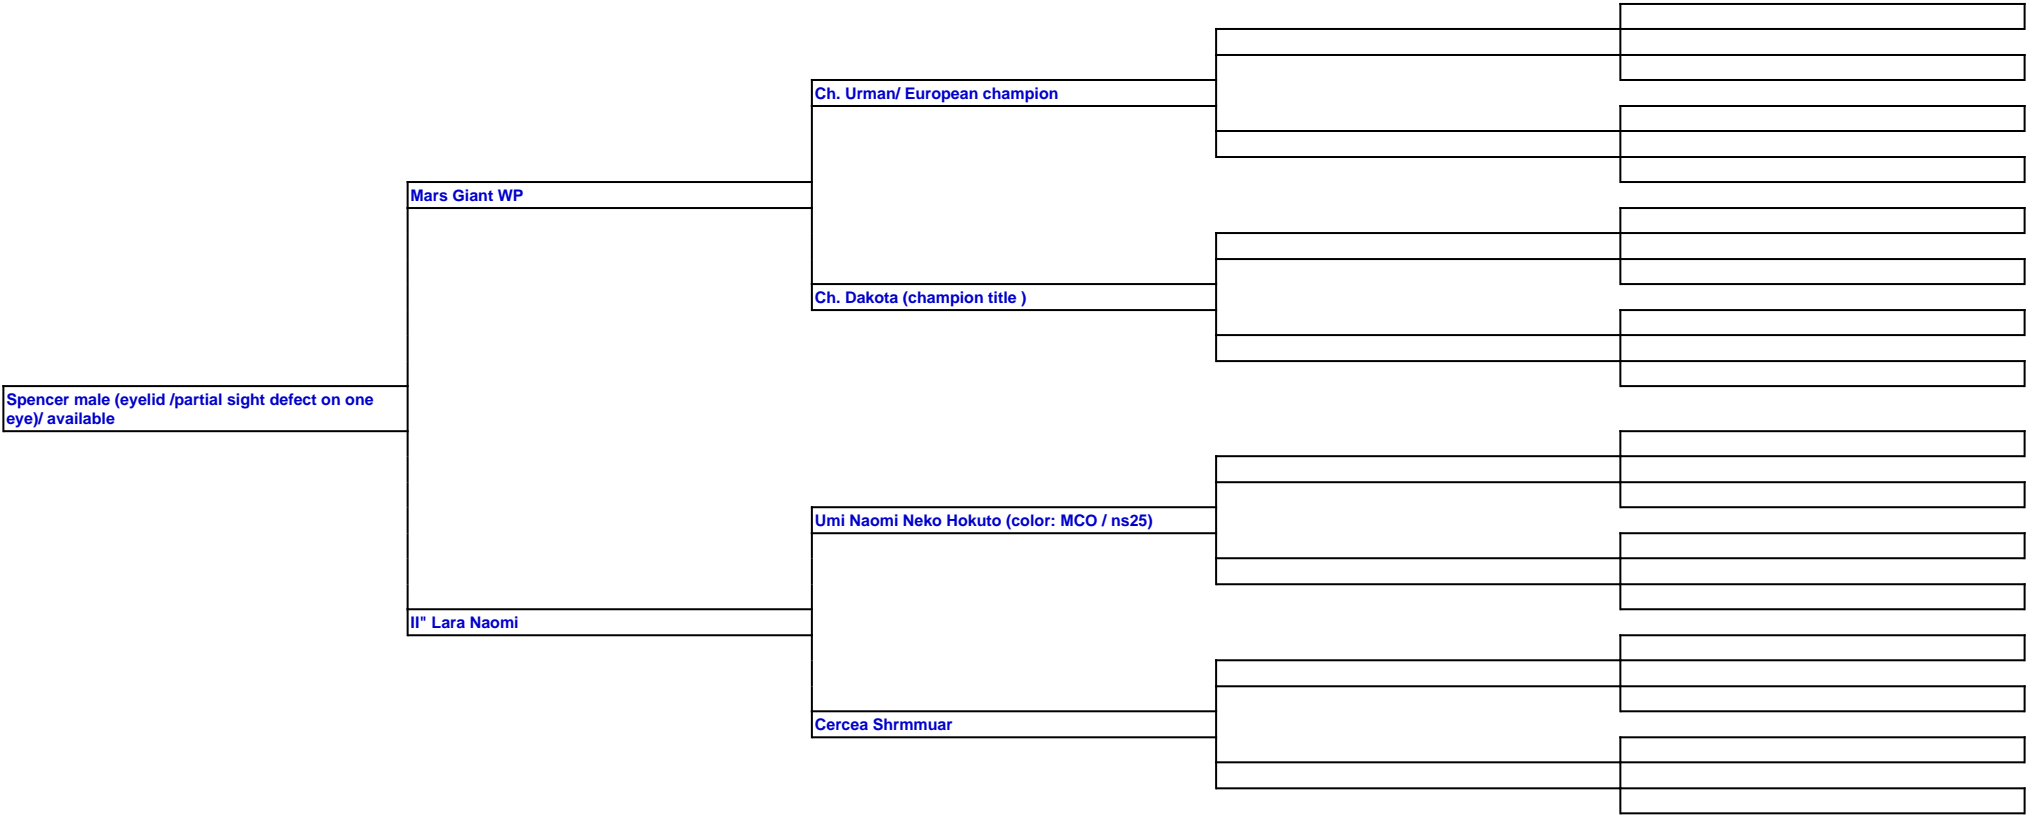 Ch. Urman/ European champion
Mars Giant WP
Ch. Dakota (champion title )
Spencer male (eyelid /partial sight defect on one
eye)/ available
Umi Naomi Neko Hokuto (color: MCO / ns25)
II" Lara Naomi
Cercea Shrmmuar